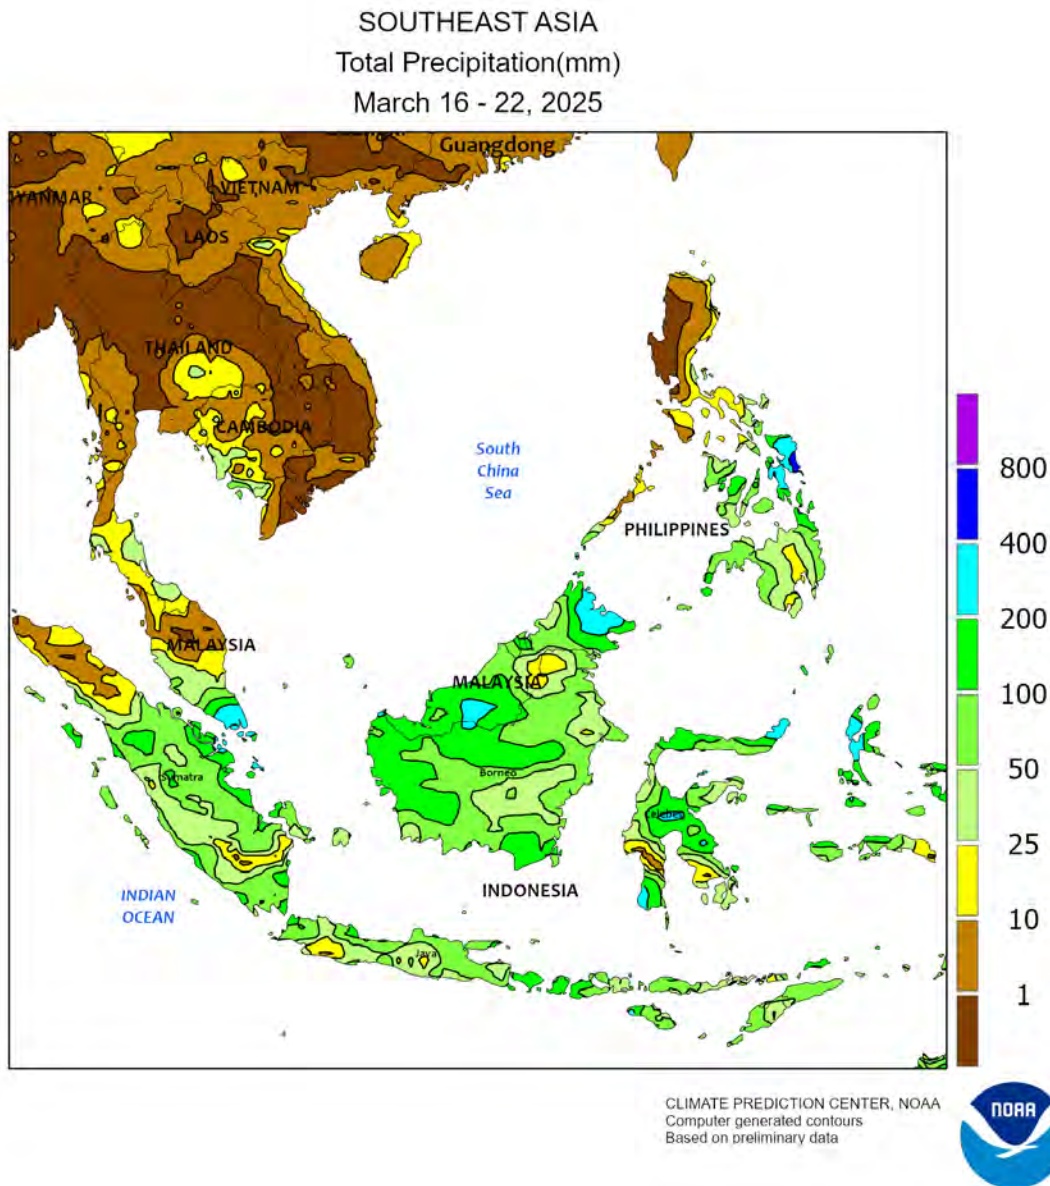 SOUTHEAST ASIA
Total Precipitation(mm)
March 16 - 22, 2025
Guangdong
YANMAR
VIETNAM
LAOS
THAILAND
CAMBODIA
South
China
Sea
PHILIPPINES
MALAYSIA
MALAYSIA
Sumatra
Borneo
Celebes
INDONESIA
INDIAN
OCEAN
Java
800
400
200
100
50
25
10
1
CLIMATE PREDICTION CENTER, NOAA
Computer generated contours
Based on preliminary data
NOAA